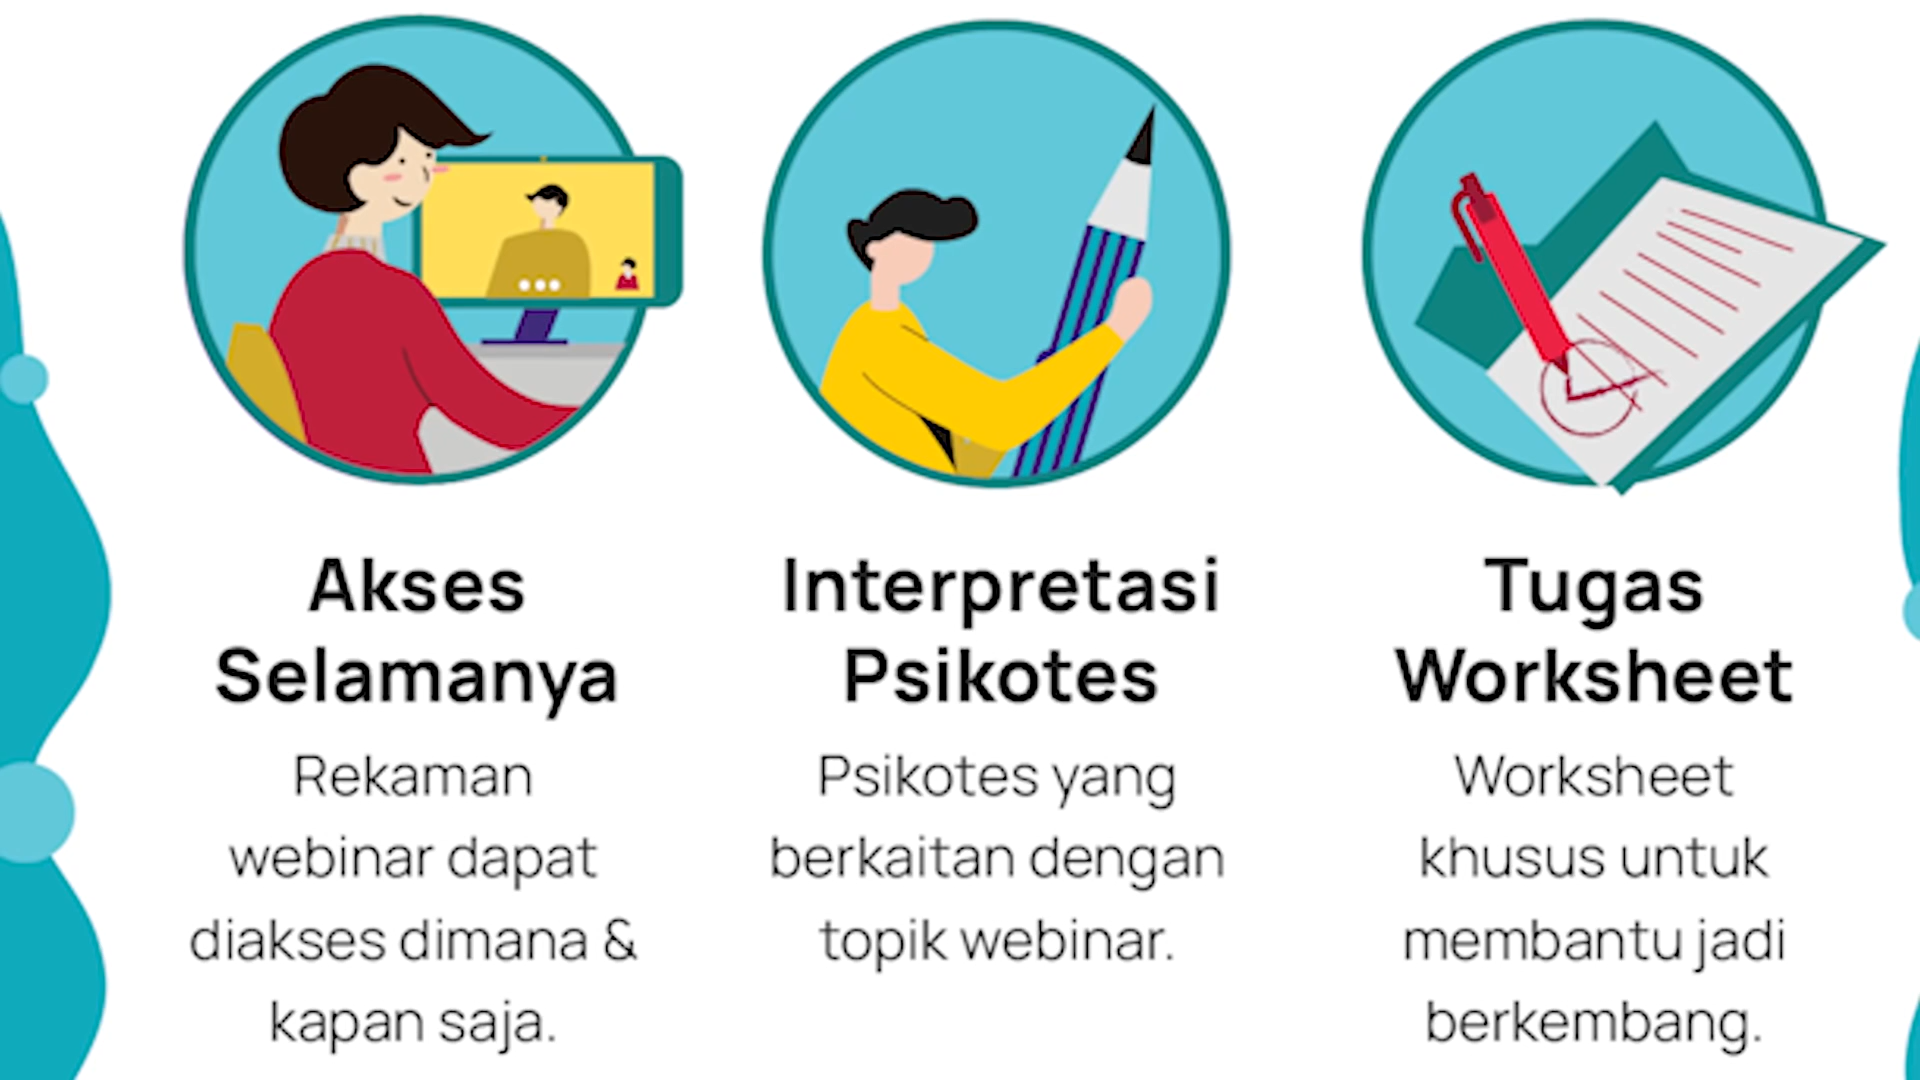 Akses
Selamanya
Rekaman
webinar dapat
diakses dimana &
kapan saja.
Interpretasi
Psikotes
Psikotes yang
berkaitan dengan
topik webinar.
Tugas
Worksheet
Worksheet
khusus untuk
membantu jadi
berkembang.